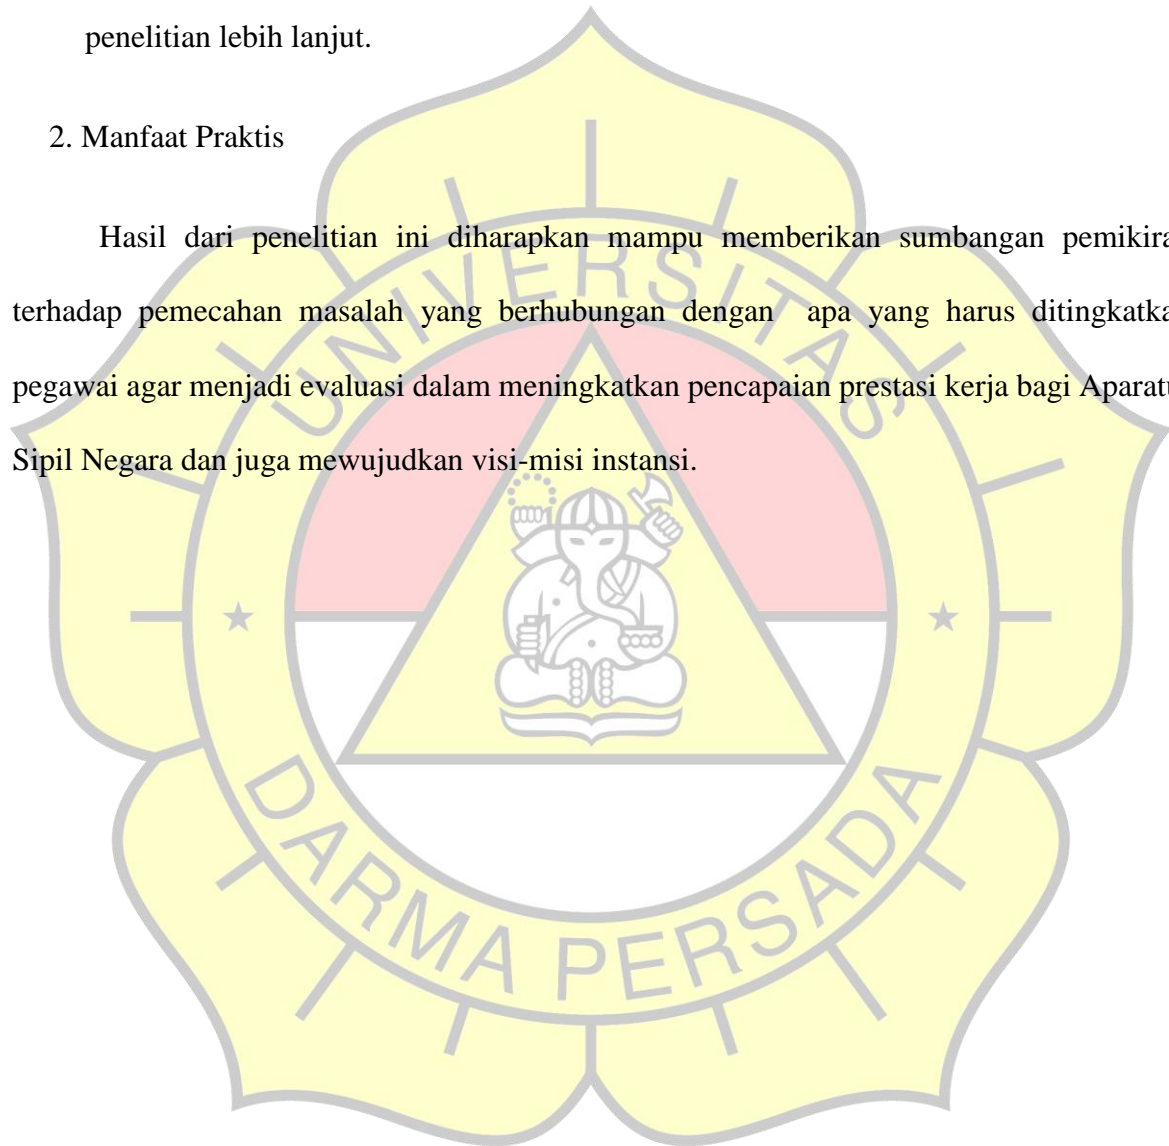 penelitian lebih lanjut.
2. Manfaat Praktis
Hasil dari penelitian ini diharapkan mampu memberikan sumbangan pemikira
terhadap pemecahan masalah yang berhubungan dengan apa yang harus ditingkatka
pegawai agar menjadi evaluasi dalam meningkatkan pencapaian prestasi kerja bagi Aparatu
Sipil Negara dan juga mewujudkan visi-misi instansi.
UNIVERSITAS
DARMA PERSADA